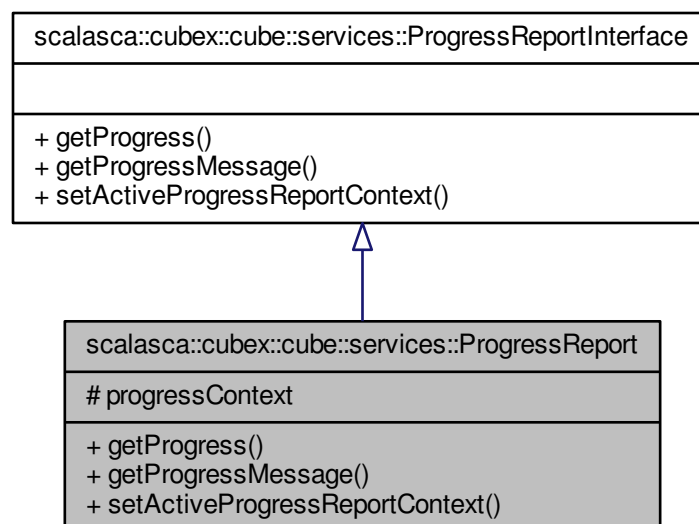 scalasca::cubex::cube::services::ProgressReportInterface
+ getProgress()
+ getProgressMessage()
+ setActiveProgressReportContext()
scalasca::cubex::cube::services::ProgressReport
# progressContext
+ getProgress()
+ getProgressMessage()
+ setActiveProgressReportContext()